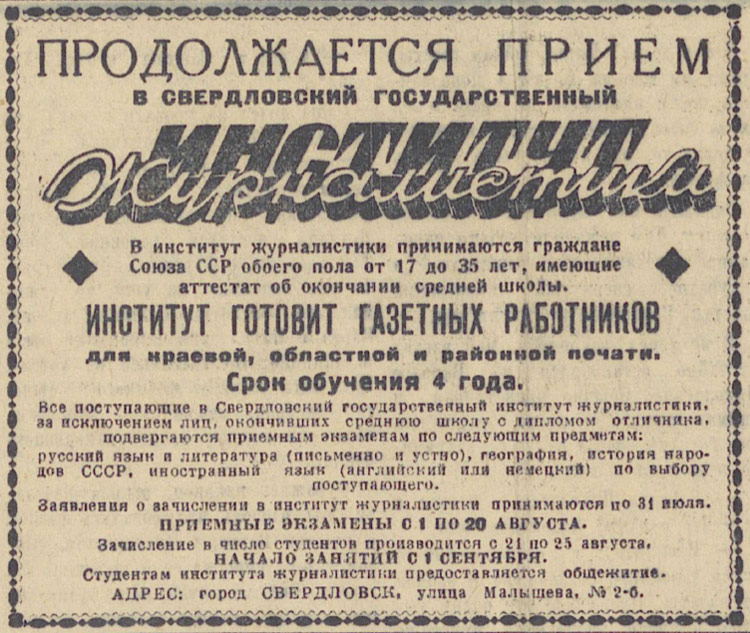 ПРОДОЛЖАЕТСЯ ПРИЕМ
В СВЕРДЛОВСКИЙ ГОСУДАРСТВЕННЫЙ
ИНСТИТУТ
Журналистики
В институт журналистики принимаются граждане
Союза ССР обоего пола от 17 до 35 лет, имеющие
аттестат об окончании средней школы.
ИНСТИТУТ ГОТОВИТ ГАЗЕТНЫХ РАБОТНИКОВ
для краевой, областной и районной печати.
Срок обучения 4 года.
Все поступающие в Свердловский государственный институт журналистики,
за исключением лиц, окончивших среднюю школу с дипломом отличника,
подвергаются приемным экзаменам по следующим предметам:
русский язык и литература (письменно и устно), география, история наро-
дов СССР, иностранный язык (английский или немецкий) по выбору
поступающего.
Заявления о зачислении в институт журналистики принимаются по 31 июля.
ПРИЕМНЫЕ ЭКЗАМЕНЫ С 1 ПО 20 АВГУСТА.
Зачисление в число студентов производится с 21 по 25 августа,
НАЧАЛО ЗАНЯТИЙ С 1 СЕНТЯБРЯ.
Студентам института журналистики предоставляется общежитие.
АДРЕС: город СВЕРДЛОВСК, улица Малышева, № 2-б.